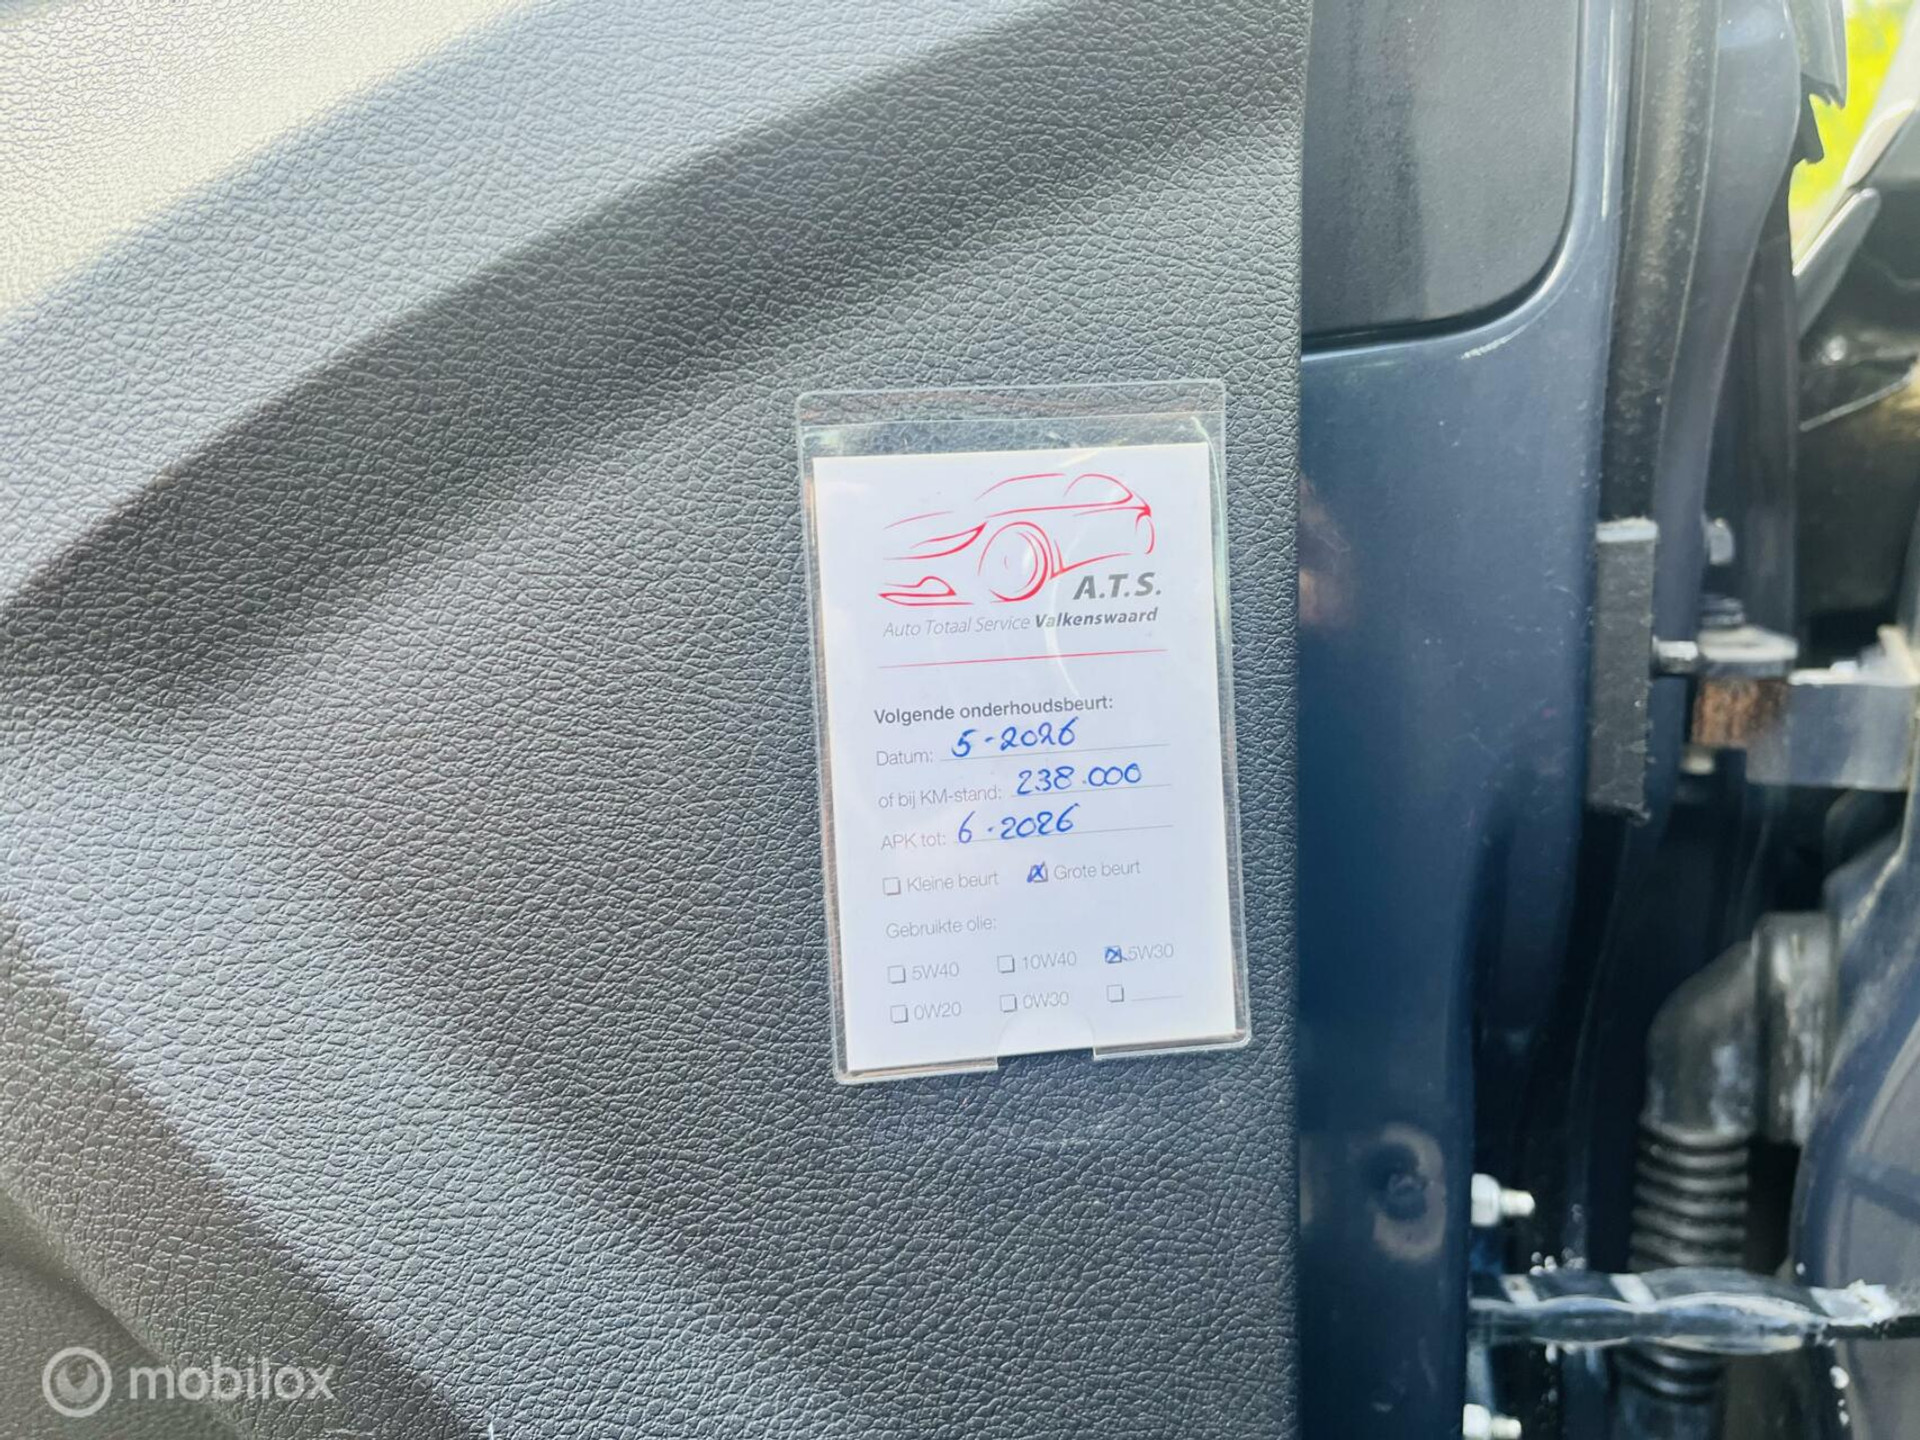 A.T.S.
Auto Totaal Service Valkenswaard
Volgende onderhoudsbeurt:
Datum: 5-2026
of bij KM-stand: 238.000
APK tot: 6-2026
Kleine beurt Grote beurt
Gebruikte olie:
5W40 10W40 5W30
0W20 0W30
mobilox